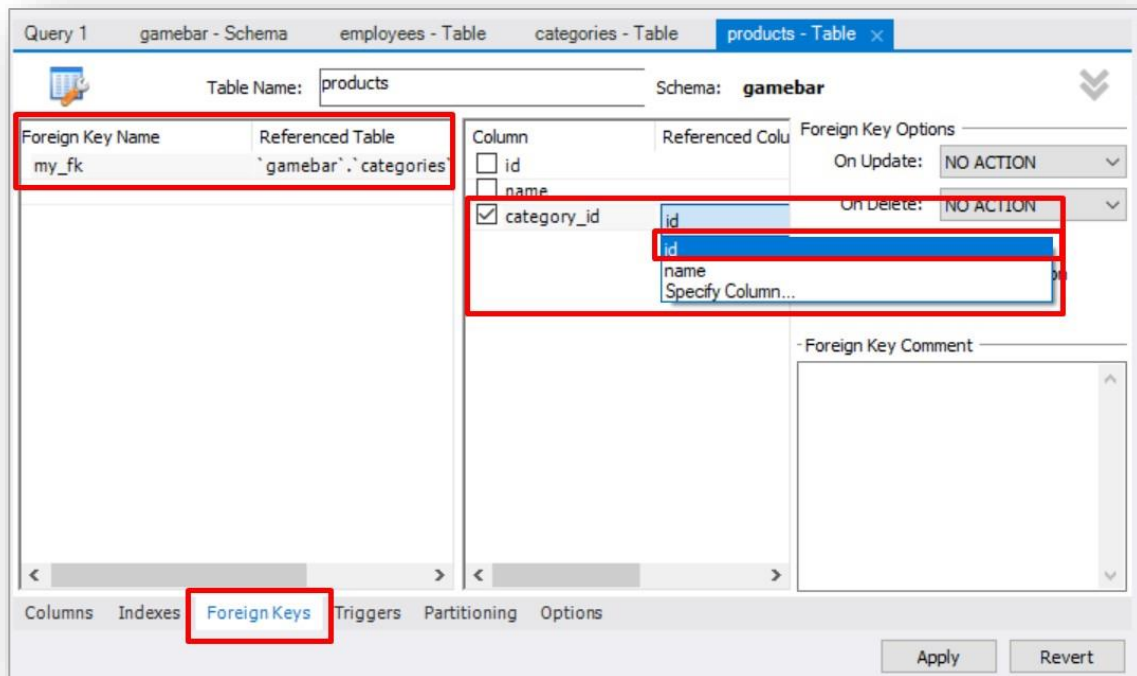 Query 1 gamebar - Schema employees - Table categories - Table products - Table ×
Table Name: products Schema: gamebar
Foreign Key Name Referenced Table
my_fk `gamebar`.`categories`
Column Referenced Colu
id
name
category_id id
id
name
Specify Column...
Foreign Key Options
On Update: NO ACTION
On Delete: NO ACTION
on
Foreign Key Comment
Columns Indexes Foreign Keys Triggers Partitioning Options
Apply Revert